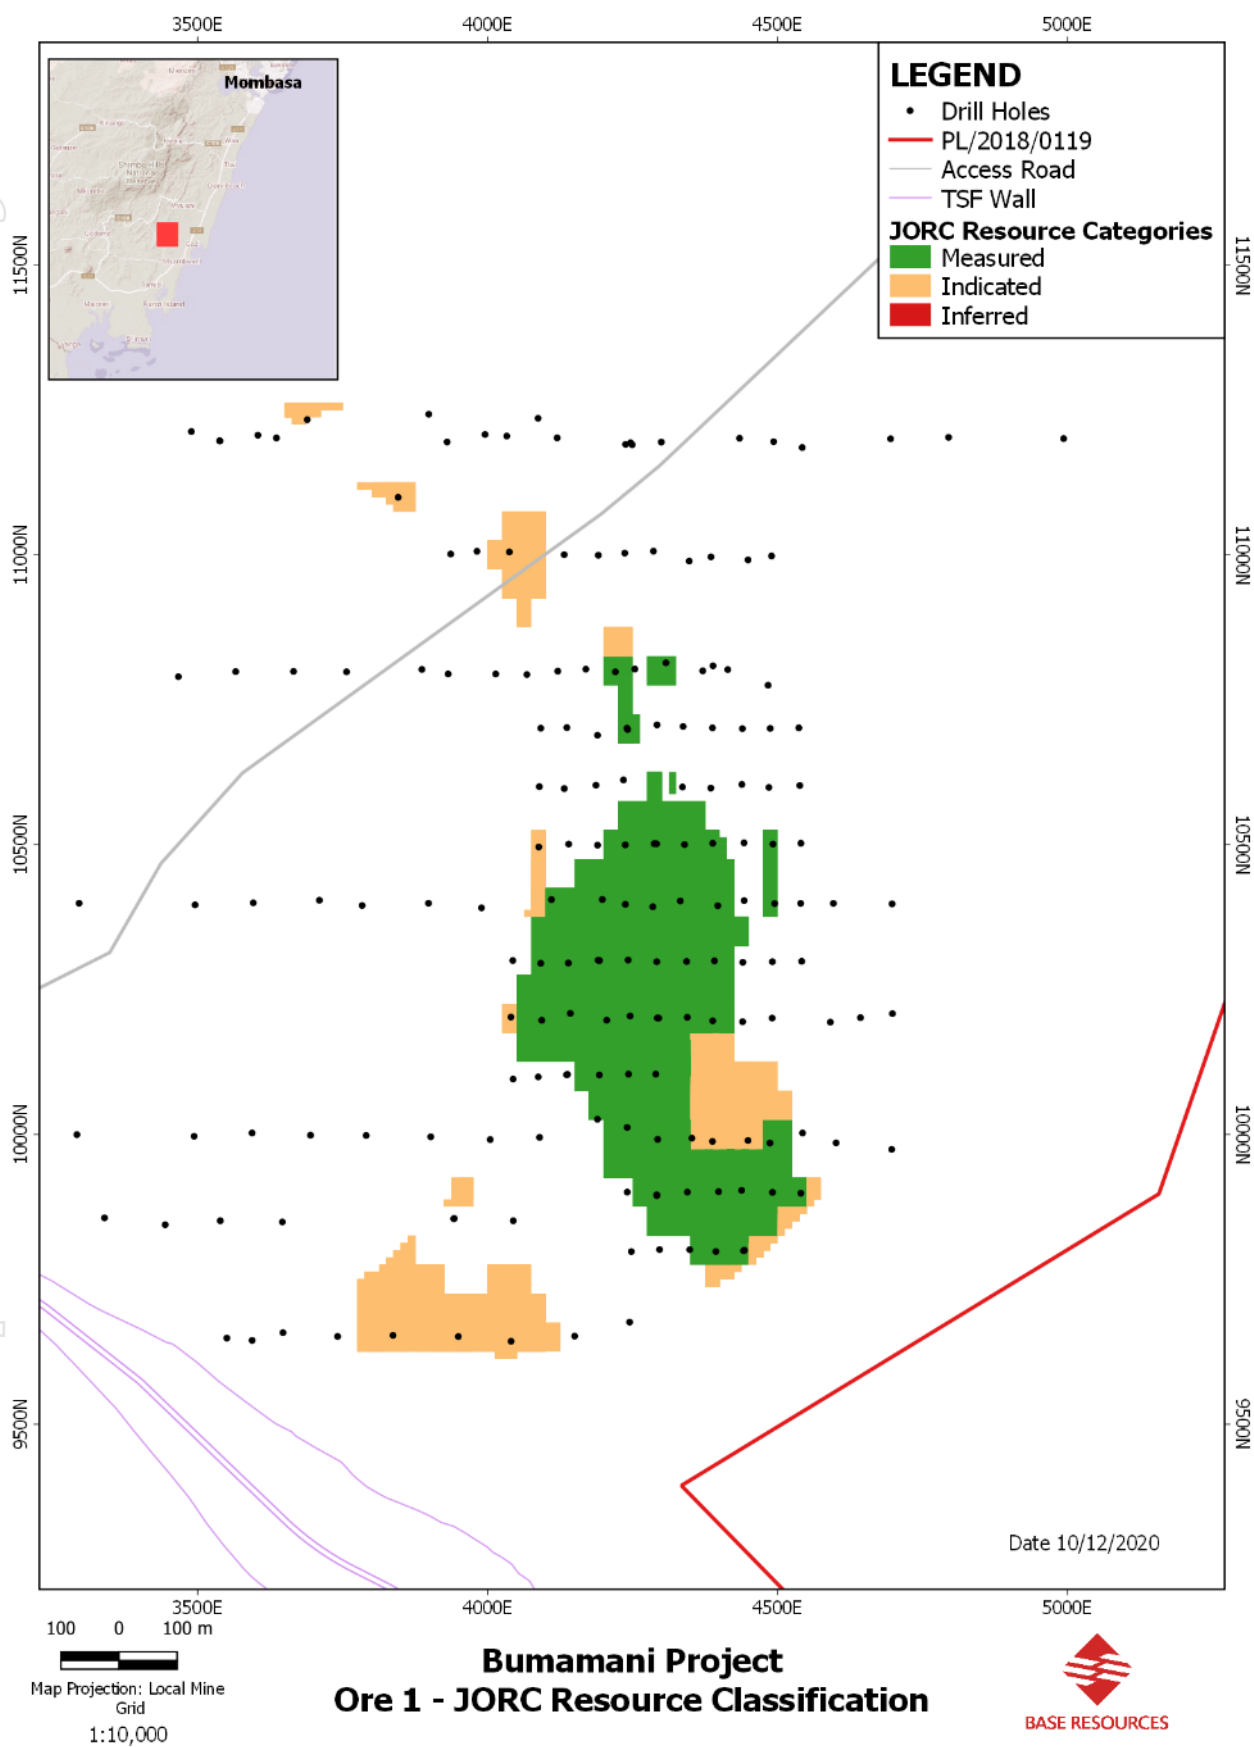 3500E 4000E 4500E 5000E
Mombasa
LEGEND
Drill Holes
PL/2018/0119
Access Road
TSF Wall
JORC Resource Categories
Measured
Indicated
Inferred
11500N 11500N
11000N 11000N
10500N 10500N
10000N 10000N
9500N 9500N
Date 10/12/2020
3500E 4000E 4500E 5000E
100 0 100 m
Map Projection: Local Mine
Grid
1:10,000
Bumamani Project
Ore 1 - JORC Resource Classification
BASE RESOURCES